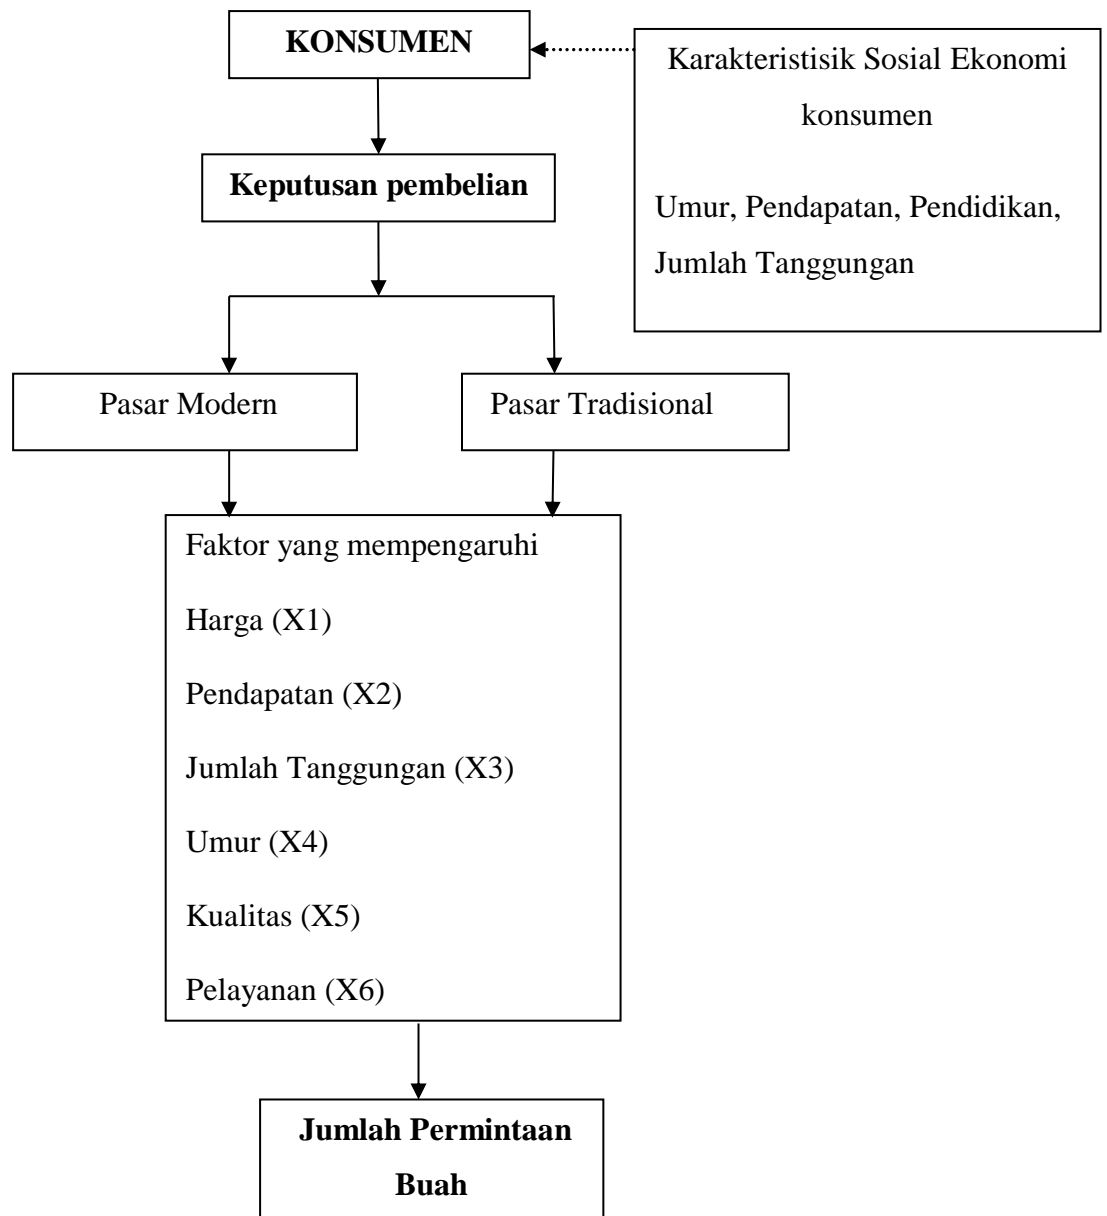 KONSUMEN
Karakteristisik Sosial Ekonomi
konsumen
Umur, Pendapatan, Pendidikan,
Jumlah Tanggungan
Keputusan pembelian
Pasar Modern
Pasar Tradisional
Faktor yang mempengaruhi
Harga (X1)
Pendapatan (X2)
Jumlah Tanggungan (X3)
Umur (X4)
Kualitas (X5)
Pelayanan (X6)
Jumlah Permintaan
Buah